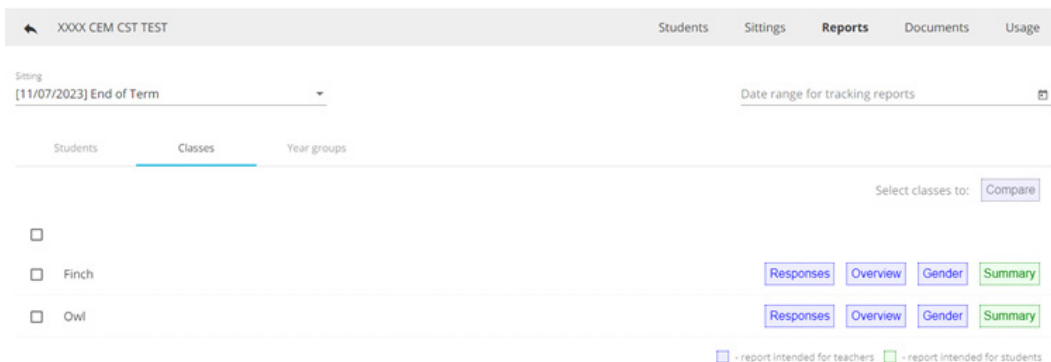 XXXX CEM CST TEST Students Sittings Reports Documents Usage
Sitting
[11/07/2023] End of Term Date range for tracking reports
Students Classes Year groups
Select classes to: Compare
Finch Responses Overview Gender Summary
Owl Responses Overview Gender Summary
- report intended for teachers - report intended for students